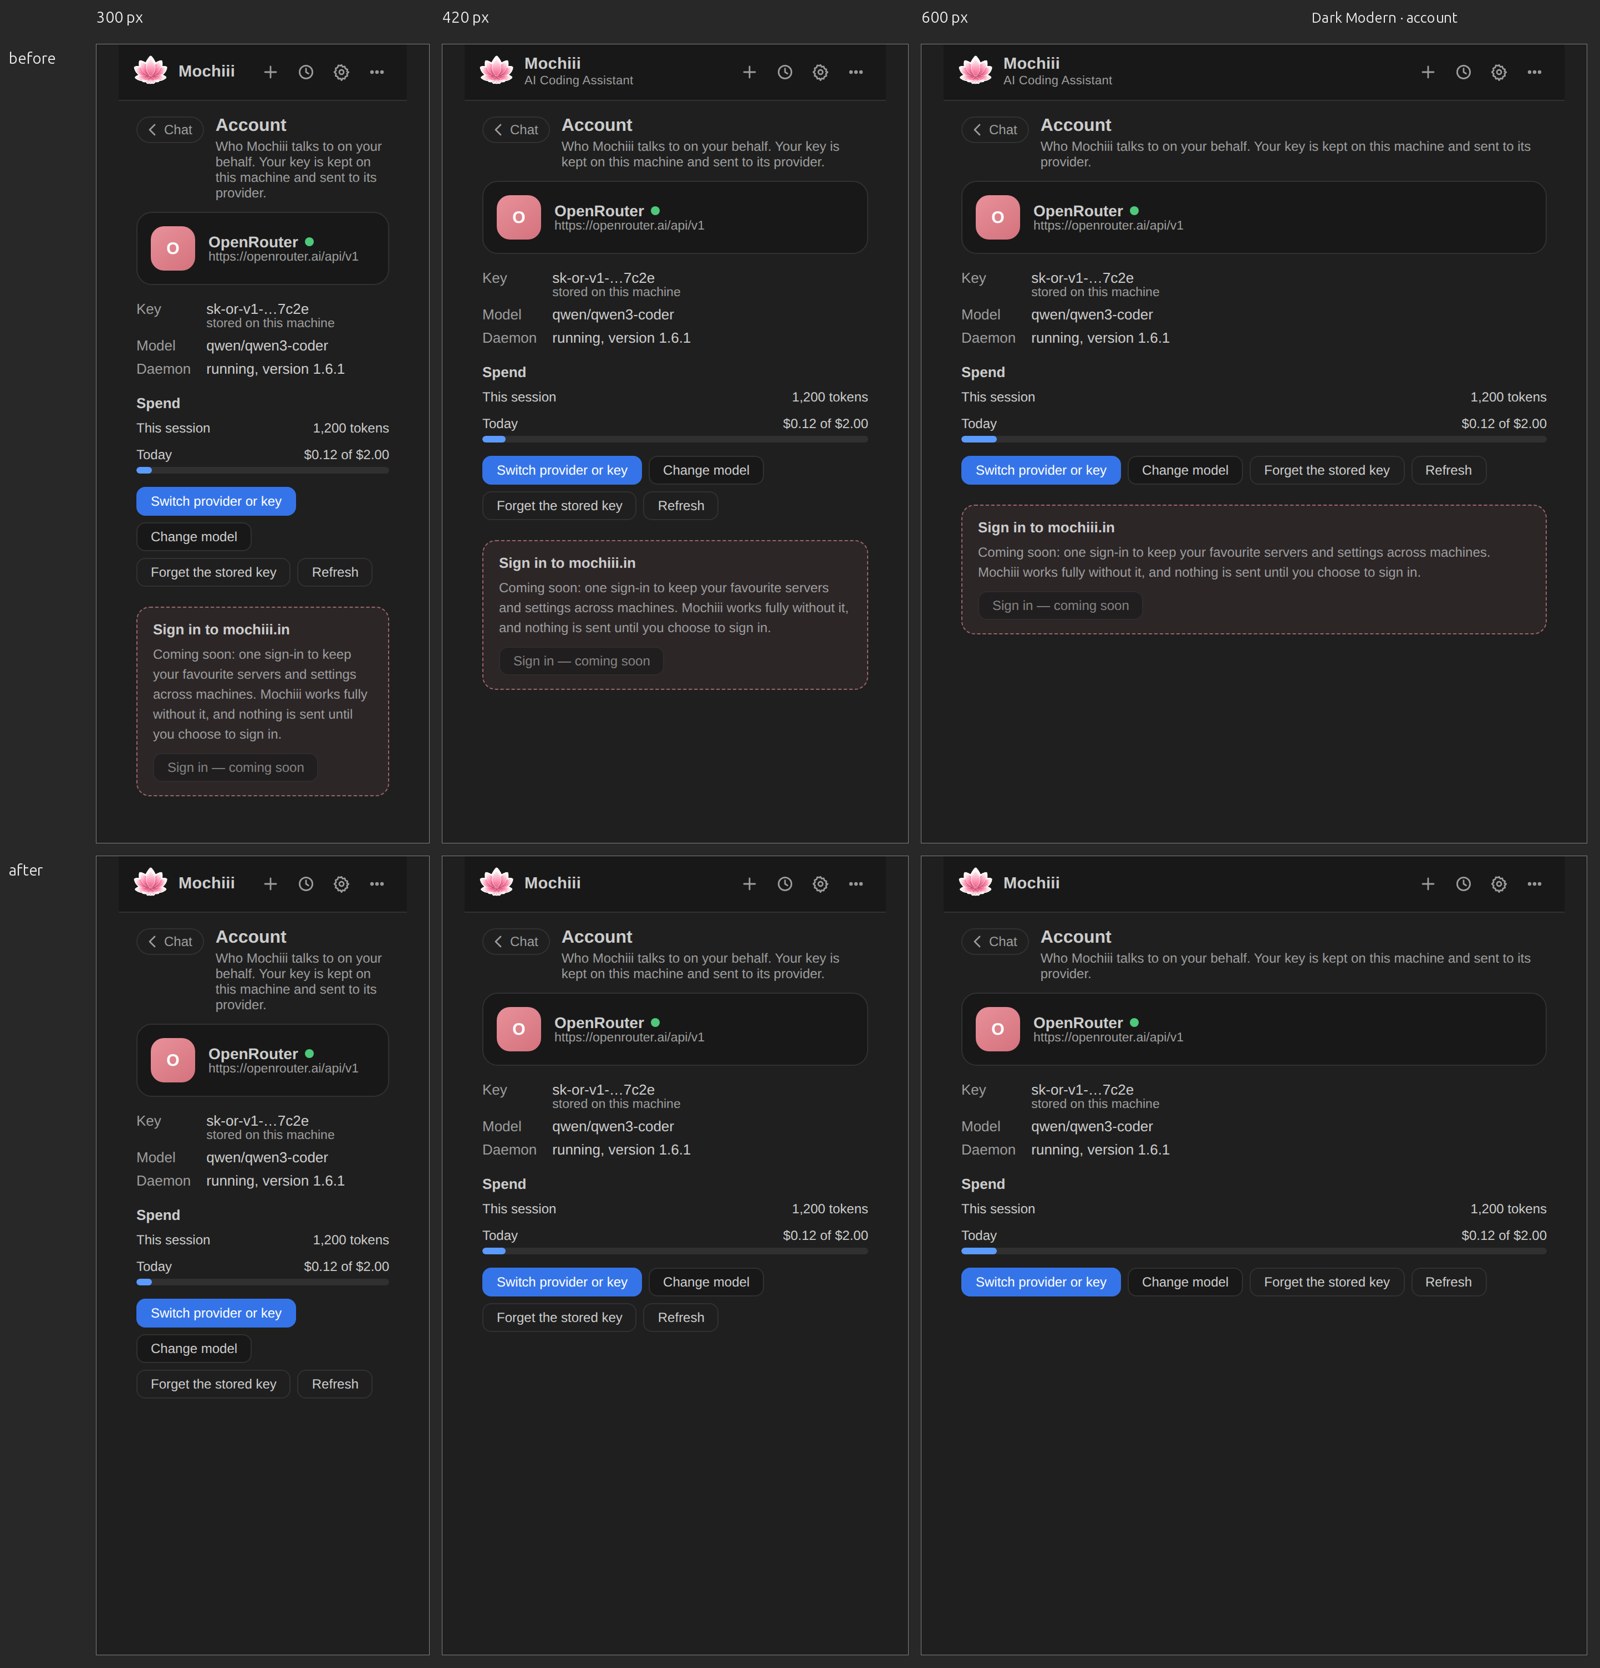 300 px
420 px
600 px
Dark Modern · account
before
Mochiii
Chat
Account
Who Mochiii talks to on your
behalf. Your key is kept on
this machine and sent to its
provider.
O
OpenRouter
https://openrouter.ai/api/v1
Key
sk-or-v1-…7c2e
stored on this machine
Model
qwen/qwen3-coder
Daemon
running, version 1.6.1
Spend
This session
1,200 tokens
Today
$0.12 of $2.00
Switch provider or key
Change model
Forget the stored key
Refresh
Sign in to mochiii.in
Coming soon: one sign-in to keep
your favourite servers and settings
across machines. Mochiii works fully
without it, and nothing is sent until
you choose to sign in.
Sign in — coming soon
Mochiii
AI Coding Assistant
Chat
Account
Who Mochiii talks to on your behalf. Your key is
kept on this machine and sent to its provider.
O
OpenRouter
https://openrouter.ai/api/v1
Key
sk-or-v1-…7c2e
stored on this machine
Model
qwen/qwen3-coder
Daemon
running, version 1.6.1
Spend
This session
1,200 tokens
Today
$0.12 of $2.00
Switch provider or key
Change model
Forget the stored key
Refresh
Sign in to mochiii.in
Coming soon: one sign-in to keep your favourite servers
and settings across machines. Mochiii works fully without it,
and nothing is sent until you choose to sign in.
Sign in — coming soon
Mochiii
AI Coding Assistant
Chat
Account
Who Mochiii talks to on your behalf. Your key is kept on this machine and sent to its
provider.
O
OpenRouter
https://openrouter.ai/api/v1
Key
sk-or-v1-…7c2e
stored on this machine
Model
qwen/qwen3-coder
Daemon
running, version 1.6.1
Spend
This session
1,200 tokens
Today
$0.12 of $2.00
Switch provider or key
Change model
Forget the stored key
Refresh
Sign in to mochiii.in
Coming soon: one sign-in to keep your favourite servers and settings across machines.
Mochiii works fully without it, and nothing is sent until you choose to sign in.
Sign in — coming soon
after
Mochiii
Chat
Account
Who Mochiii talks to on your
behalf. Your key is kept on
this machine and sent to its
provider.
O
OpenRouter
https://openrouter.ai/api/v1
Key
sk-or-v1-…7c2e
stored on this machine
Model
qwen/qwen3-coder
Daemon
running, version 1.6.1
Spend
This session
1,200 tokens
Today
$0.12 of $2.00
Switch provider or key
Change model
Forget the stored key
Refresh
Mochiii
Chat
Account
Who Mochiii talks to on your behalf. Your key is
kept on this machine and sent to its provider.
O
OpenRouter
https://openrouter.ai/api/v1
Key
sk-or-v1-…7c2e
stored on this machine
Model
qwen/qwen3-coder
Daemon
running, version 1.6.1
Spend
This session
1,200 tokens
Today
$0.12 of $2.00
Switch provider or key
Change model
Forget the stored key
Refresh
Mochiii
Chat
Account
Who Mochiii talks to on your behalf. Your key is kept on this machine and sent to its
provider.
O
OpenRouter
https://openrouter.ai/api/v1
Key
sk-or-v1-…7c2e
stored on this machine
Model
qwen/qwen3-coder
Daemon
running, version 1.6.1
Spend
This session
1,200 tokens
Today
$0.12 of $2.00
Switch provider or key
Change model
Forget the stored key
Refresh